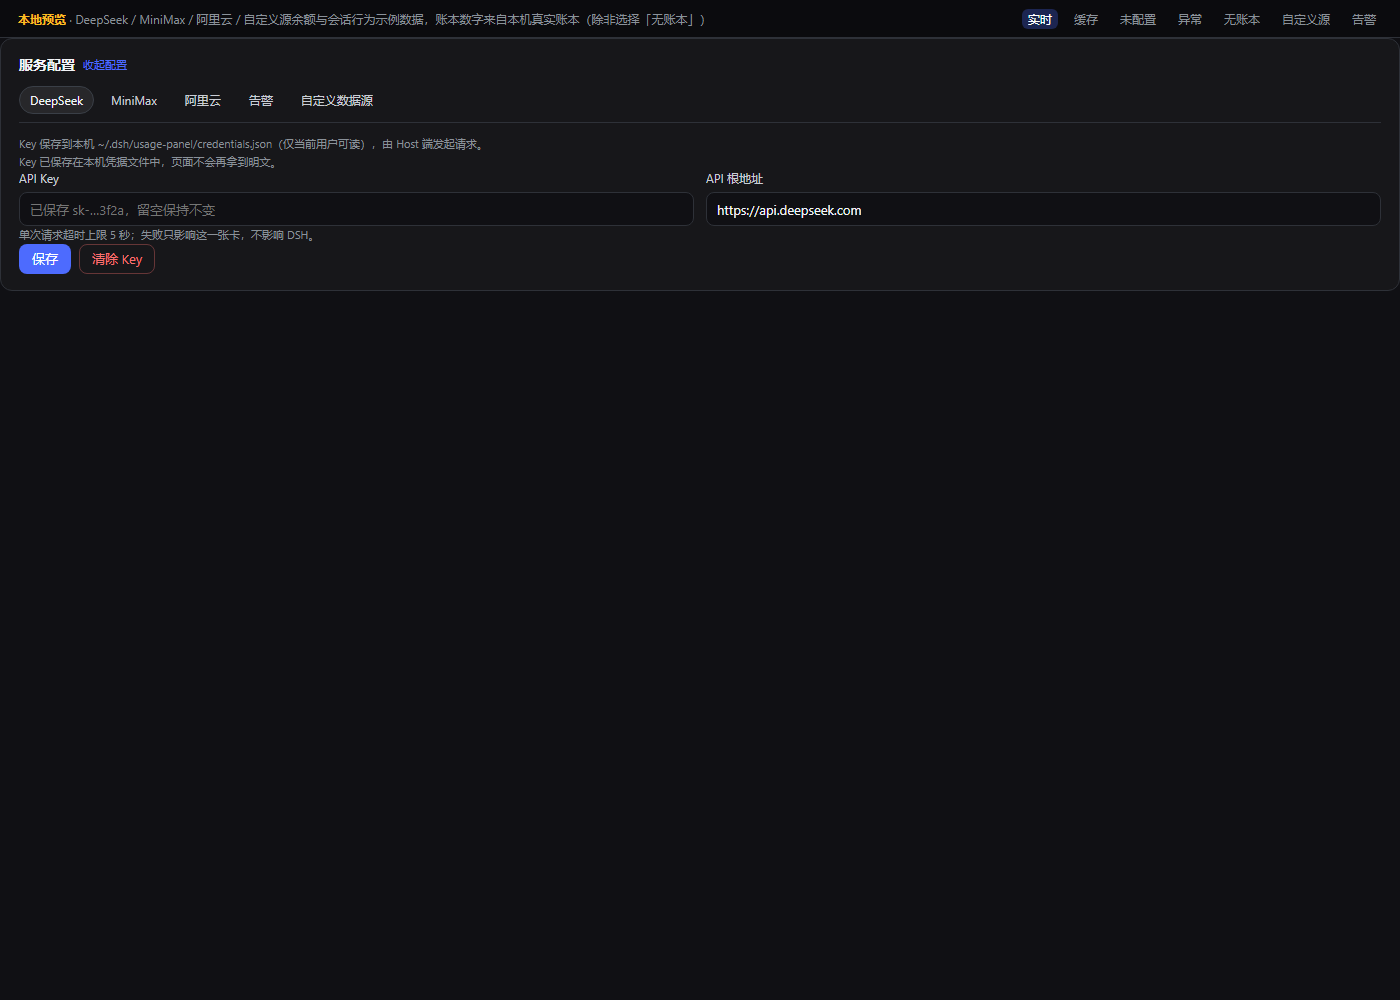 本地预览 · DeepSeek / MiniMax / 阿里云 / 自定义源余额与会话行为示例数据，账本数字来自本机真实账本（除非选择「无账本」） 实时 缓存 未配置 异常 无账本 自定义源 告警
服务配置 收起配置
DeepSeek MiniMax 阿里云 告警 自定义数据源
Key 保存到本机 ~/.dsh/usage-panel/credentials.json（仅当前用户可读），由 Host 端发起请求。
Key 已保存在本机凭据文件中，页面不会再拿到明文。
API Key API 根地址
已保存 sk-...3f2a，留空保持不变 https://api.deepseek.com
单次请求超时上限 5 秒；失败只影响这一张卡，不影响 DSH。
保存 清除 Key